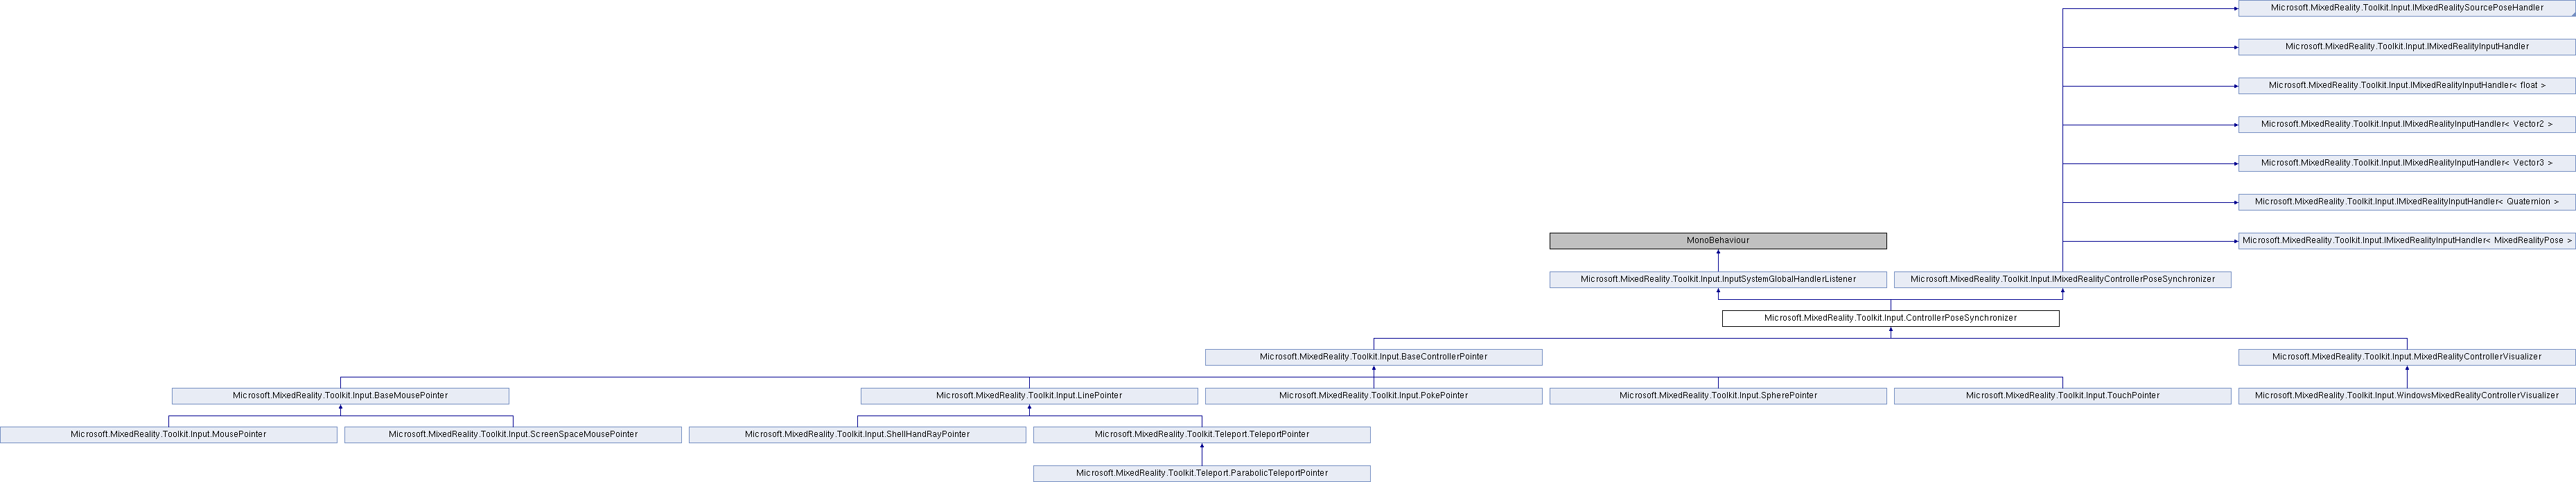 Microsoft.MixedReality.Toolkit.Input.IMixedRealitySourcePoseHandler
Microsoft.MixedReality.Toolkit.Input.IMixedRealityInputHandler
Microsoft.MixedReality.Toolkit.Input.IMixedRealityInputHandler< float >
Microsoft.MixedReality.Toolkit.Input.IMixedRealityInputHandler< Vector2 >
Microsoft.MixedReality.Toolkit.Input.IMixedRealityInputHandler< Vector3 >
Microsoft.MixedReality.Toolkit.Input.IMixedRealityInputHandler< Quaternion >
MonoBehaviour
Microsoft.MixedReality.Toolkit.Input.IMixedRealityInputHandler< MixedRealityPose >
Microsoft.MixedReality.Toolkit.Input.InputSystemGlobalHandlerListener
Microsoft.MixedReality.Toolkit.Input.IMixedRealityControllerPoseSynchronizer
Microsoft.MixedReality.Toolkit.Input.ControllerPoseSynchronizer
Microsoft.MixedReality.Toolkit.Input.BaseControllerPointer
Microsoft.MixedReality.Toolkit.Input.MixedRealityControllerVisualizer
Microsoft.MixedReality.Toolkit.Input.BaseMousePointer
Microsoft.MixedReality.Toolkit.Input.LinePointer
Microsoft.MixedReality.Toolkit.Input.PokePointer
Microsoft.MixedReality.Toolkit.Input.SpherePointer
Microsoft.MixedReality.Toolkit.Input.TouchPointer
Microsoft.MixedReality.Toolkit.Input.WindowsMixedRealityControllerVisualizer
Microsoft.MixedReality.Toolkit.Input.MousePointer
Microsoft.MixedReality.Toolkit.Input.ScreenSpaceMousePointer
Microsoft.MixedReality.Toolkit.Input.ShellHandRayPointer
Microsoft.MixedReality.Toolkit.Teleport.TeleportPointer
Microsoft.MixedReality.Toolkit.Teleport.ParabolicTeleportPointer